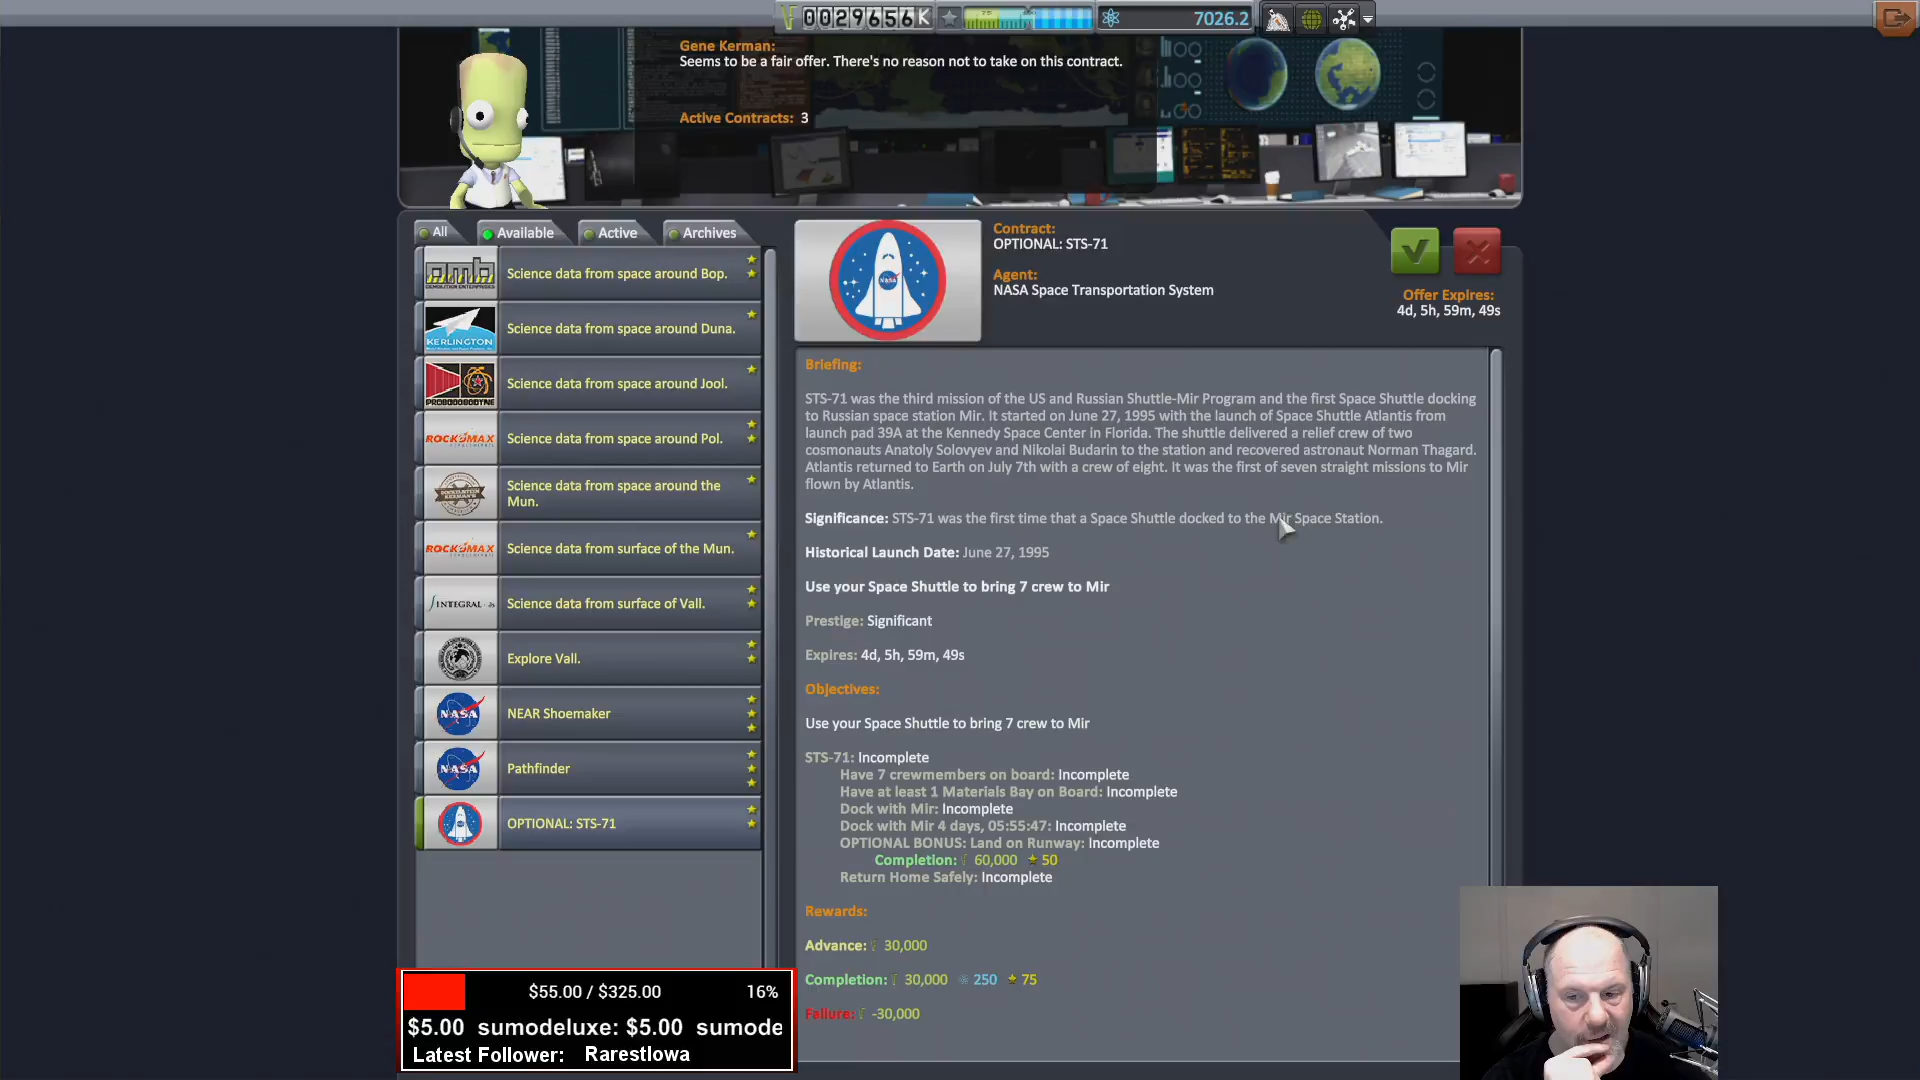 0029656K
7026.2
Gene Kerman:
Seems to be a fair offer. There's no reason not to take on this contract.
Active Contracts: 3
All
Available
Active
Archives
Science data from space around Bop.
KERLINGTON
Science data from space around Duna.
PROBODOBODYNE
Science data from space around Jool.
ROCKOMAX
Science data from space around Pol.
Science data from space around the
Mun.
ROCKOMAX
Science data from surface of the Mun.
INTEGRAL
Science data from surface of Vall.
Explore Vall.
NASA
NEAR Shoemaker
NASA
Pathfinder
OPTIONAL: STS-71
NASA
Contract:
OPTIONAL: STS-71
Agent:
NASA Space Transportation System
Offer Expires:
4d, 5h, 59m, 49s
Briefing:
STS-71 was the third mission of the US and Russian Shuttle-Mir Program and the first Space Shuttle docking
to Russian space station Mir. It started on June 27, 1995 with the launch of Space Shuttle Atlantis from
launch pad 39A at the Kennedy Space Center in Florida. The shuttle delivered a relief crew of two
cosmonauts Anatoly Solovyev and Nikolai Budarin to the station and recovered astronaut Norman Thagard.
Atlantis returned to Earth on July 7th with a crew of eight. It was the first of seven straight missions to Mir
flown by Atlantis.
Significance: STS-71 was the first time that a Space Shuttle docked to the Mir Space Station.
Historical Launch Date: June 27, 1995
Use your Space Shuttle to bring 7 crew to Mir
Prestige: Significant
Expires: 4d, 5h, 59m, 49s
Objectives:
Use your Space Shuttle to bring 7 crew to Mir
STS-71: Incomplete
Have 7 crewmembers on board: Incomplete
Have at least 1 Materials Bay on Board: Incomplete
Dock with Mir: Incomplete
Dock with Mir 4 days, 05:55:47: Incomplete
OPTIONAL BONUS: Land on Runway: Incomplete
Completion: 60,000 50
Return Home Safely: Incomplete
Rewards:
Advance: 30,000
Completion: 30,000 250 75
Failure: -30,000
$55.00 / $325.00 16%
$5.00 sumodeluxe: $5.00 sumode
Latest Follower: RarestIowa